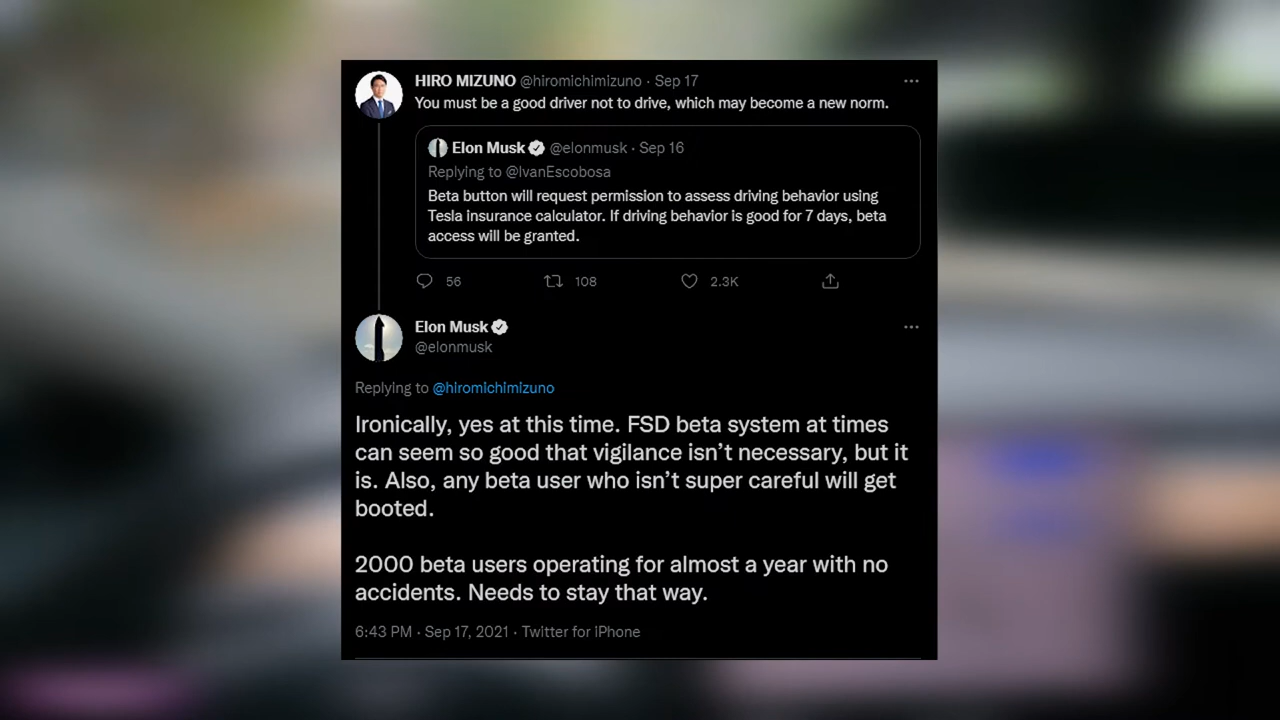 HIRO MIZUNO @hiromichimizuno · Sep 17
You must be a good driver not to drive, which may become a new norm.
Elon Musk @elonmusk · Sep 16
Replying to @IvanEscobosa
Beta button will request permission to assess driving behavior using
Tesla insurance calculator. If driving behavior is good for 7 days, beta
access will be granted.
56 108 2.3K
Elon Musk
@elonmusk
Replying to @hiromichimizuno
Ironically, yes at this time. FSD beta system at times
can seem so good that vigilance isn’t necessary, but it
is. Also, any beta user who isn’t super careful will get
booted.
2000 beta users operating for almost a year with no
accidents. Needs to stay that way.
6:43 PM · Sep 17, 2021 · Twitter for iPhone